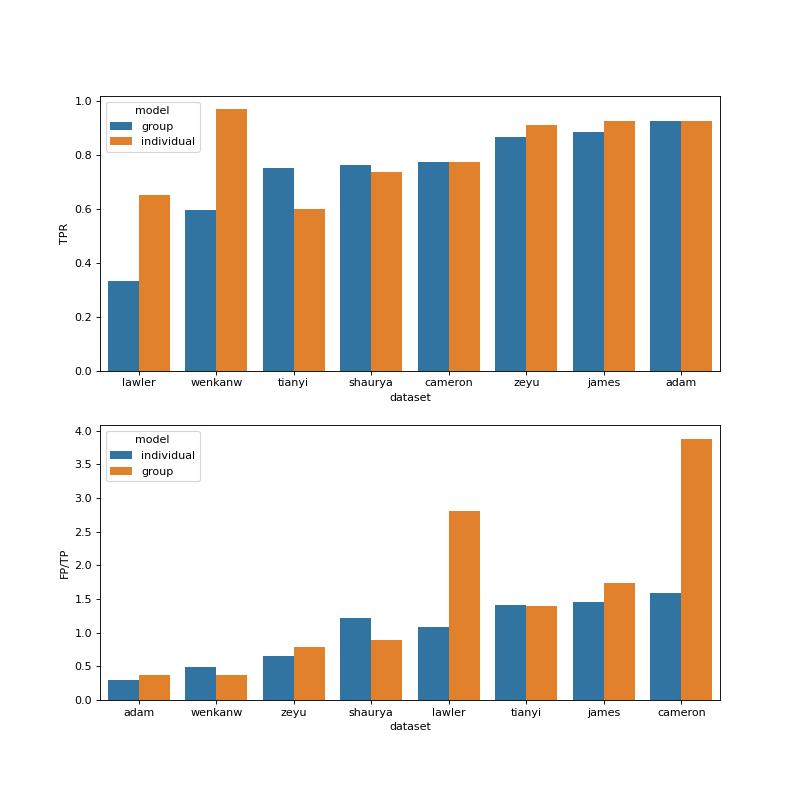 1.0
0.8
0.6
0.4
0.2
0.0
TPR
model
group
individual
lawler wenkanw tianyi shaurya cameron zeyu james adam
dataset
4.0
3.5
3.0
2.5
2.0
1.5
1.0
0.5
0.0
FP/TP
model
individual
group
adam wenkanw zeyu shaurya lawler tianyi james cameron
dataset